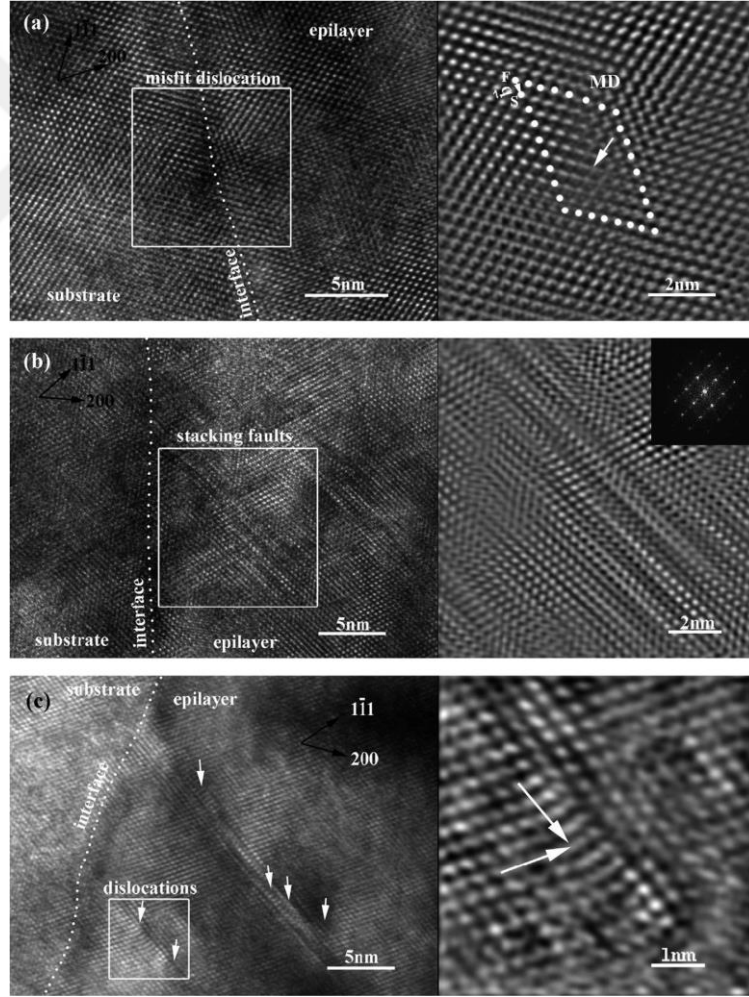 (a)
11̄1
200
epilayer
misfit dislocation
substrate
interface
5nm
F
S
MD
2nm
(b)
11̄1
200
stacking faults
substrate
interface
epilayer
5nm
2nm
(c)
substrate
epilayer
interface
11̄1
200
dislocations
5nm
1nm